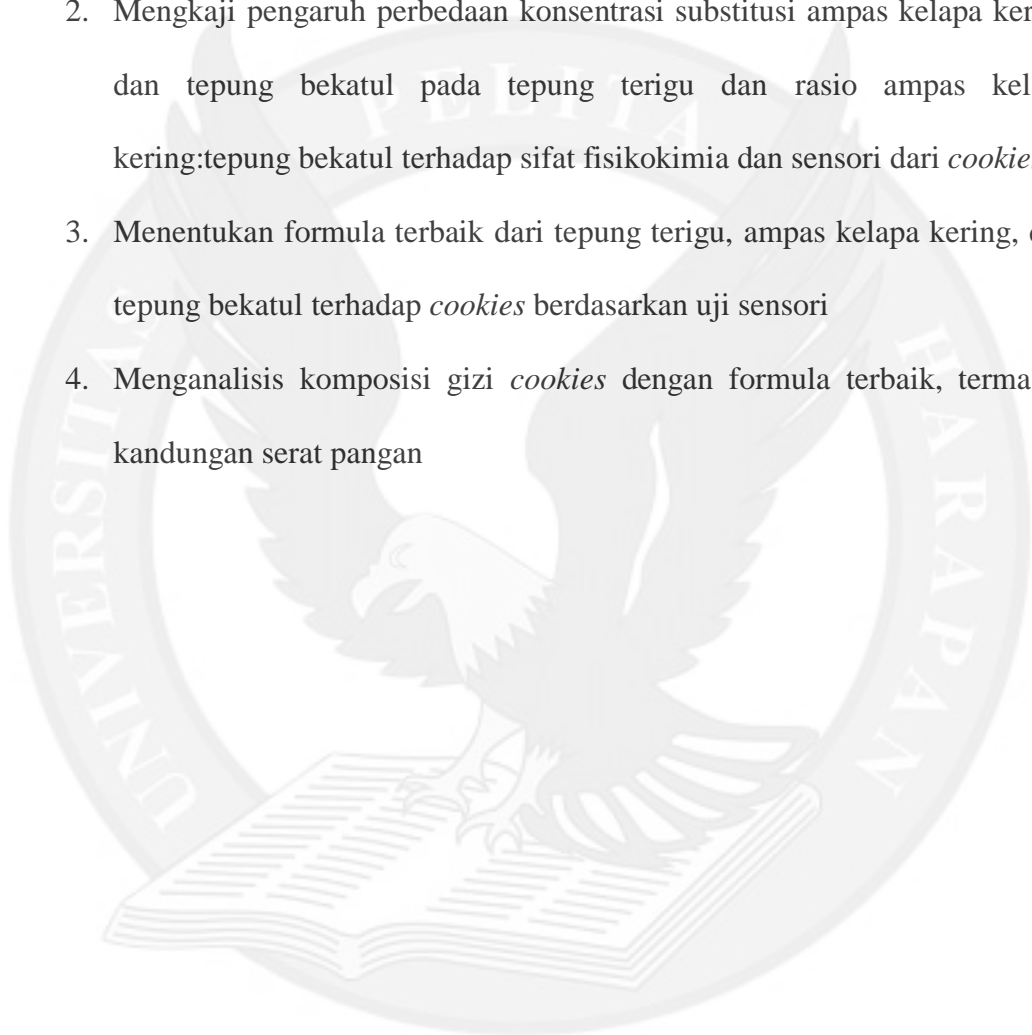 2. Mengkaji pengaruh perbedaan konsentrasi substitusi ampas kelapa ker
dan tepung bekatul pada tepung terigu dan rasio ampas kel
kering:tepung bekatul terhadap sifat fisikokimia dan sensori dari cookie
3. Menentukan formula terbaik dari tepung terigu, ampas kelapa kering,
tepung bekatul terhadap cookies berdasarkan uji sensori
4. Menganalisis komposisi gizi cookies dengan formula terbaik, terma
kandungan serat pangan
UNIVERSITAS PELITA HARAPAN